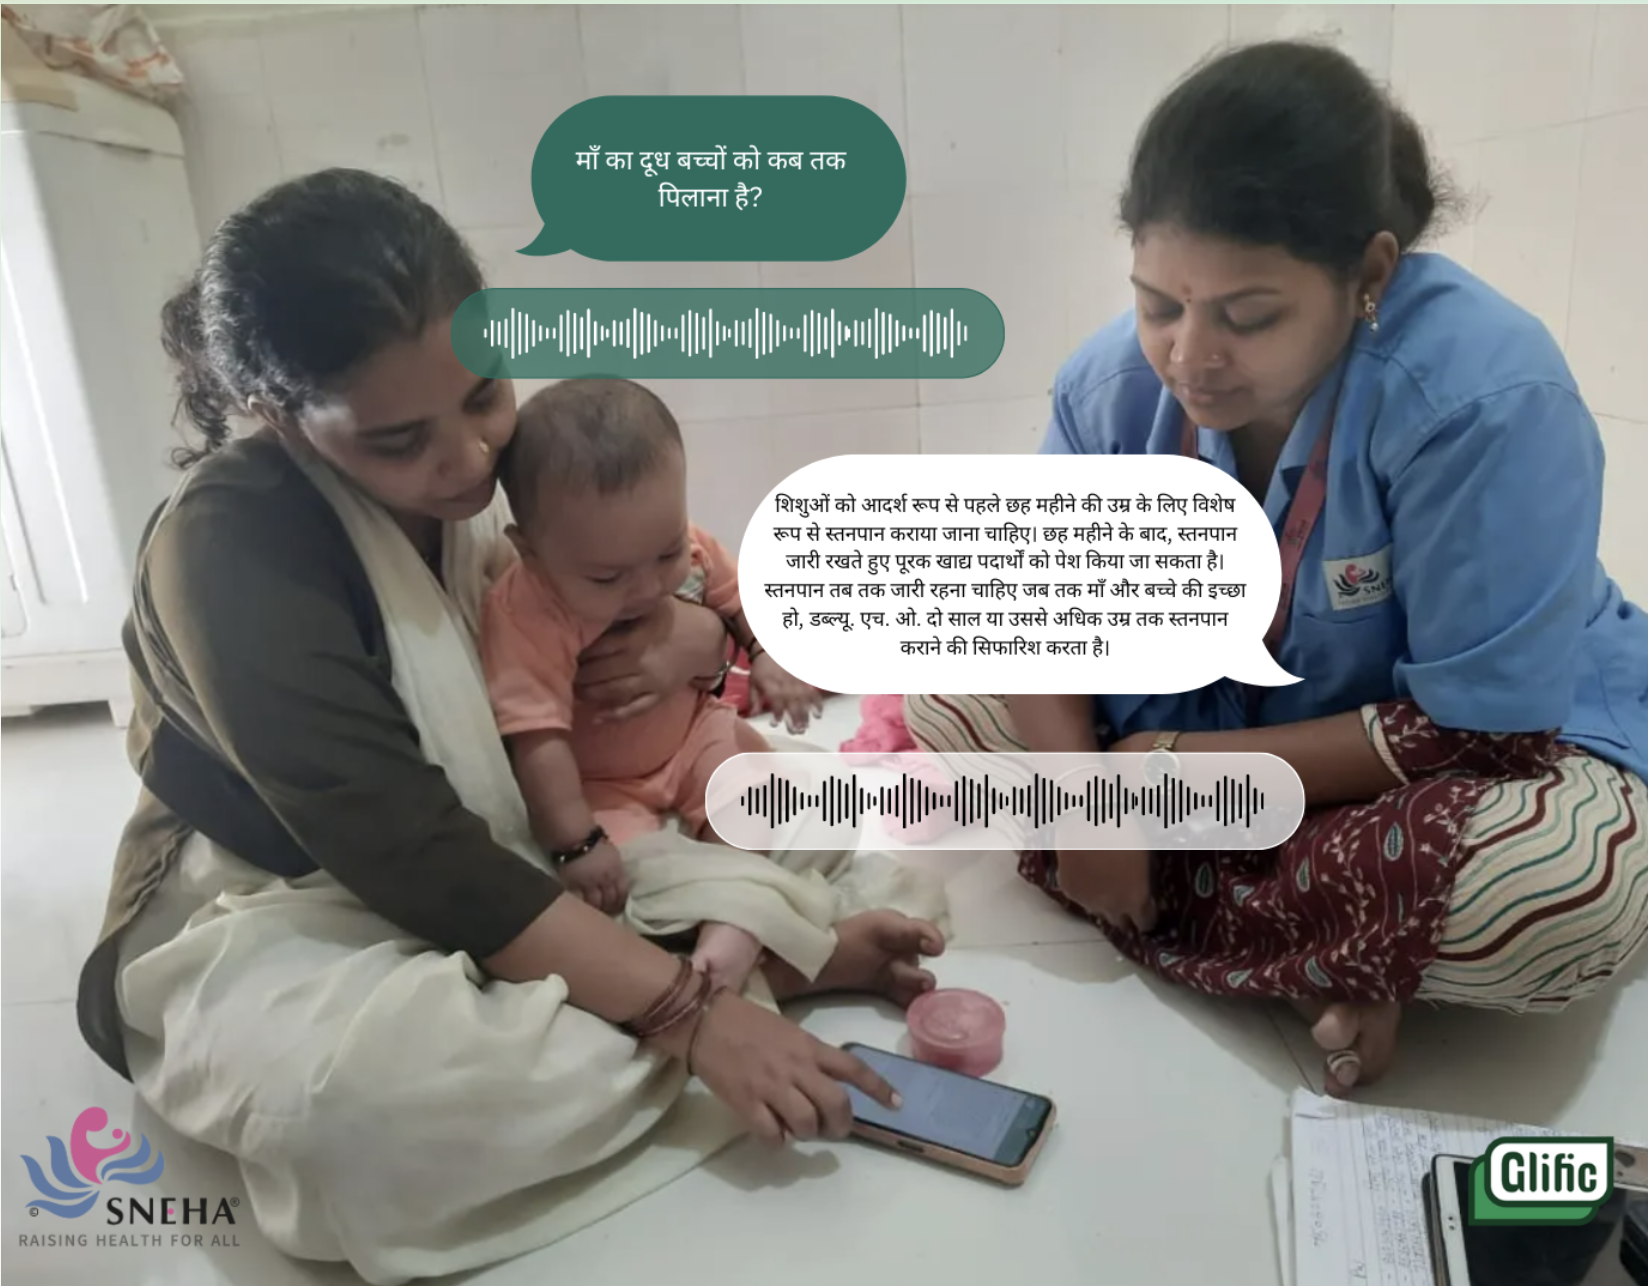 माँ का दूध बच्चों को कब तक
पिलाना है?
शिशुओं को आदर्श रूप से पहले छह महीने की उम्र के लिए विशेष
रूप से स्तनपान कराया जाना चाहिए। छह महीने के बाद, स्तनपान
जारी रखते हुए पूरक खाद्य पदार्थों को पेश किया जा सकता है।
स्तनपान तब तक जारी रहना चाहिए जब तक माँ और बच्चे की इच्छा
हो, डब्ल्यू. एच. ओ. दो साल या उससे अधिक उम्र तक स्तनपान
कराने की सिफारिश करता है।
© SNEHA®
RAISING HEALTH FOR ALL
Glific